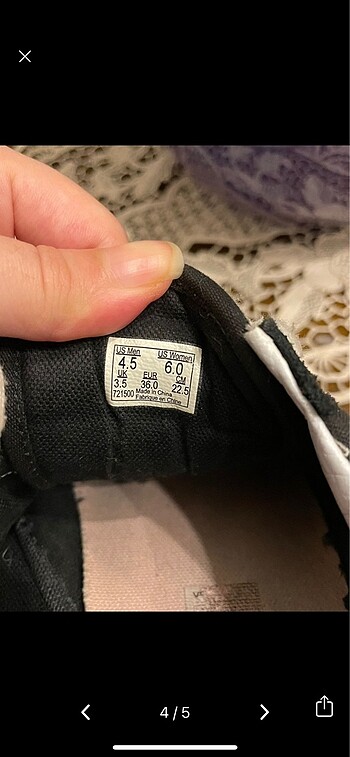 US Men US Women
4.5 6.0
UK EUR CM
3.5 36.0 22.5
721500 Made in China
Fabriqué en Chine
4/5